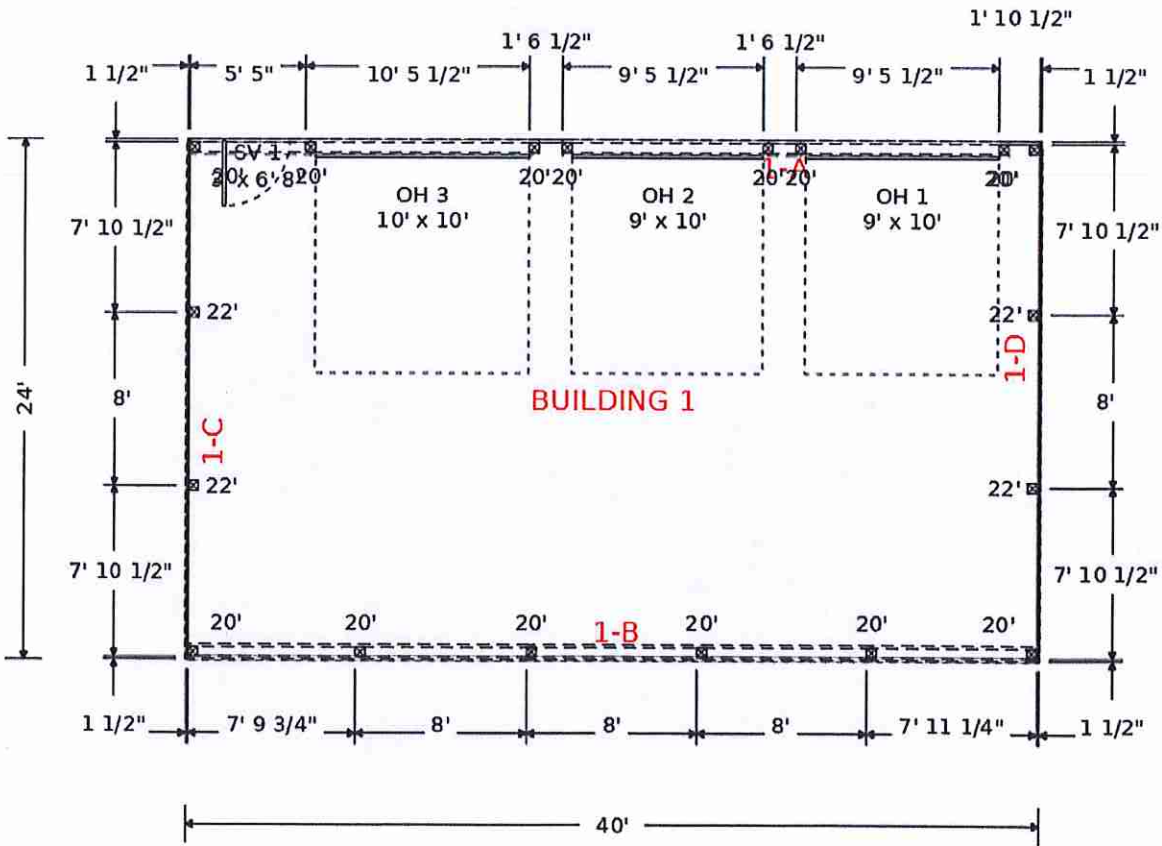 1' 10 1/2"
1' 6 1/2" 1' 6 1/2"
1 1/2" 5' 5" 10' 5 1/2" 9' 5 1/2" 9' 5 1/2" 1 1/2"
SV 1
x 6' 8" 20' 20' 20' 20' 20' 20'
1-A
OH 3
10' x 10'
OH 2
9' x 10'
OH 1
9' x 10'
7' 10 1/2" 7' 10 1/2"
22' 22'
24'
8' 8'
1-C
1-D
BUILDING 1
22' 22'
7' 10 1/2" 7' 10 1/2"
20' 20' 20' 20' 20' 20'
1-B
1 1/2" 7' 9 3/4" 8' 8' 8' 7' 11 1/4" 1 1/2"
40'